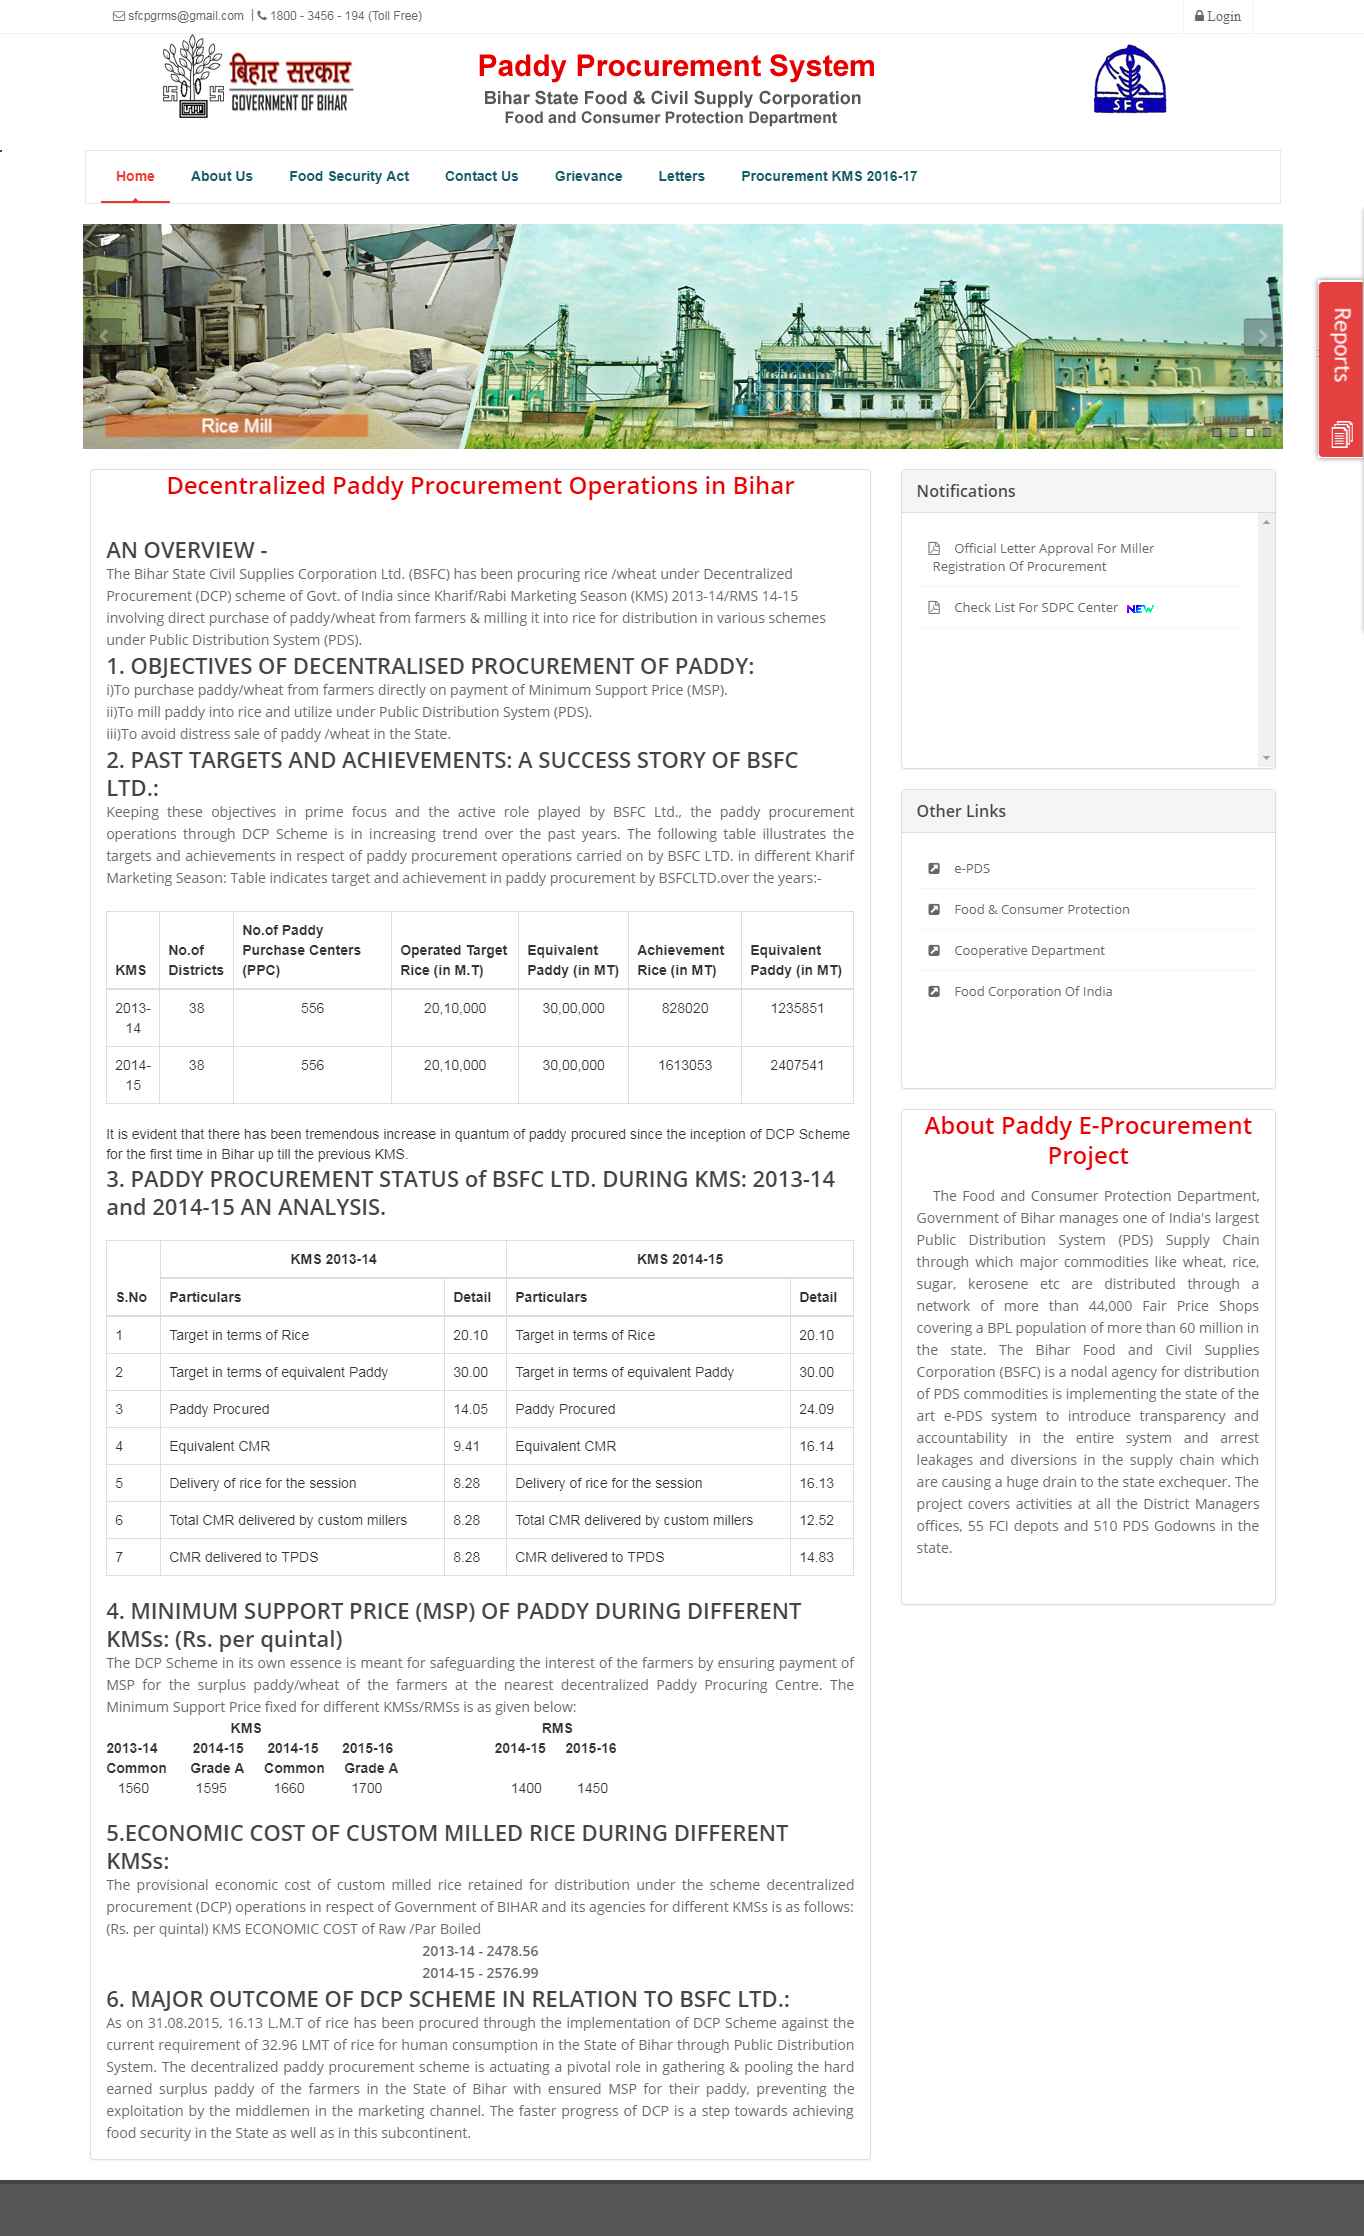 sfcpgrms@gmail.com | 1800 - 3456 - 194 (Toll Free)
Login
बिहार सरकार
GOVERNMENT OF BIHAR
Paddy Procurement System
Bihar State Food & Civil Supply Corporation
Food and Consumer Protection Department
SFC
Home About Us Food Security Act Contact Us Grievance Letters Procurement KMS 2016-17
Rice Mill
Reports
Decentralized Paddy Procurement Operations in Bihar
AN OVERVIEW -
The Bihar State Civil Supplies Corporation Ltd. (BSFC) has been procuring rice /wheat under Decentralized
Procurement (DCP) scheme of Govt. of India since Kharif/Rabi Marketing Season (KMS) 2013-14/RMS 14-15
involving direct purchase of paddy/wheat from farmers & milling it into rice for distribution in various schemes
under Public Distribution System (PDS).
1. OBJECTIVES OF DECENTRALISED PROCUREMENT OF PADDY:
i)To purchase paddy/wheat from farmers directly on payment of Minimum Support Price (MSP).
ii)To mill paddy into rice and utilize under Public Distribution System (PDS).
iii)To avoid distress sale of paddy /wheat in the State.
2. PAST TARGETS AND ACHIEVEMENTS: A SUCCESS STORY OF BSFC
LTD.:
Keeping these objectives in prime focus and the active role played by BSFC Ltd., the paddy procurement
operations through DCP Scheme is in increasing trend over the past years. The following table illustrates the
targets and achievements in respect of paddy procurement operations carried on by BSFC LTD. in different Kharif
Marketing Season: Table indicates target and achievement in paddy procurement by BSFCLTD.over the years:-
No.of Paddy
No.of Purchase Centers Operated Target Equivalent Achievement Equivalent
KMS Districts (PPC) Rice (in M.T) Paddy (in MT) Rice (in MT) Paddy (in MT)
2013- 38 556 20,10,000 30,00,000 828020 1235851
14
2014- 38 556 20,10,000 30,00,000 1613053 2407541
15
It is evident that there has been tremendous increase in quantum of paddy procured since the inception of DCP Scheme
for the first time in Bihar up till the previous KMS.
3. PADDY PROCUREMENT STATUS of BSFC LTD. DURING KMS: 2013-14
and 2014-15 AN ANALYSIS.
KMS 2013-14 KMS 2014-15
S.No Particulars Detail Particulars Detail
1 Target in terms of Rice 20.10 Target in terms of Rice 20.10
2 Target in terms of equivalent Paddy 30.00 Target in terms of equivalent Paddy 30.00
3 Paddy Procured 14.05 Paddy Procured 24.09
4 Equivalent CMR 9.41 Equivalent CMR 16.14
5 Delivery of rice for the session 8.28 Delivery of rice for the session 16.13
6 Total CMR delivered by custom millers 8.28 Total CMR delivered by custom millers 12.52
7 CMR delivered to TPDS 8.28 CMR delivered to TPDS 14.83
4. MINIMUM SUPPORT PRICE (MSP) OF PADDY DURING DIFFERENT
KMSs: (Rs. per quintal)
The DCP Scheme in its own essence is meant for safeguarding the interest of the farmers by ensuring payment of
MSP for the surplus paddy/wheat of the farmers at the nearest decentralized Paddy Procuring Centre. The
Minimum Support Price fixed for different KMSs/RMSs is as given below:
KMS RMS
2013-14 2014-15 2014-15 2015-16 2014-15 2015-16
Common Grade A Common Grade A
1560 1595 1660 1700 1400 1450
5.ECONOMIC COST OF CUSTOM MILLED RICE DURING DIFFERENT
KMSs:
The provisional economic cost of custom milled rice retained for distribution under the scheme decentralized
procurement (DCP) operations in respect of Government of BIHAR and its agencies for different KMSs is as follows:
(Rs. per quintal) KMS ECONOMIC COST of Raw /Par Boiled
2013-14 - 2478.56
2014-15 - 2576.99
6. MAJOR OUTCOME OF DCP SCHEME IN RELATION TO BSFC LTD.:
As on 31.08.2015, 16.13 L.M.T of rice has been procured through the implementation of DCP Scheme against the
current requirement of 32.96 LMT of rice for human consumption in the State of Bihar through Public Distribution
System. The decentralized paddy procurement scheme is actuating a pivotal role in gathering & pooling the hard
earned surplus paddy of the farmers in the State of Bihar with ensured MSP for their paddy, preventing the
exploitation by the middlemen in the marketing channel. The faster progress of DCP is a step towards achieving
food security in the State as well as in this subcontinent.
Notifications
Official Letter Approval For Miller
Registration Of Procurement
Check List For SDPC Center NEW
Other Links
e-PDS
Food & Consumer Protection
Cooperative Department
Food Corporation Of India
About Paddy E-Procurement
Project
The Food and Consumer Protection Department,
Government of Bihar manages one of India's largest
Public Distribution System (PDS) Supply Chain
through which major commodities like wheat, rice,
sugar, kerosene etc are distributed through a
network of more than 44,000 Fair Price Shops
covering a BPL population of more than 60 million in
the state. The Bihar Food and Civil Supplies
Corporation (BSFC) is a nodal agency for distribution
of PDS commodities is implementing the state of the
art e-PDS system to introduce transparency and
accountability in the entire system and arrest
leakages and diversions in the supply chain which
are causing a huge drain to the state exchequer. The
project covers activities at all the District Managers
offices, 55 FCI depots and 510 PDS Godowns in the
state.